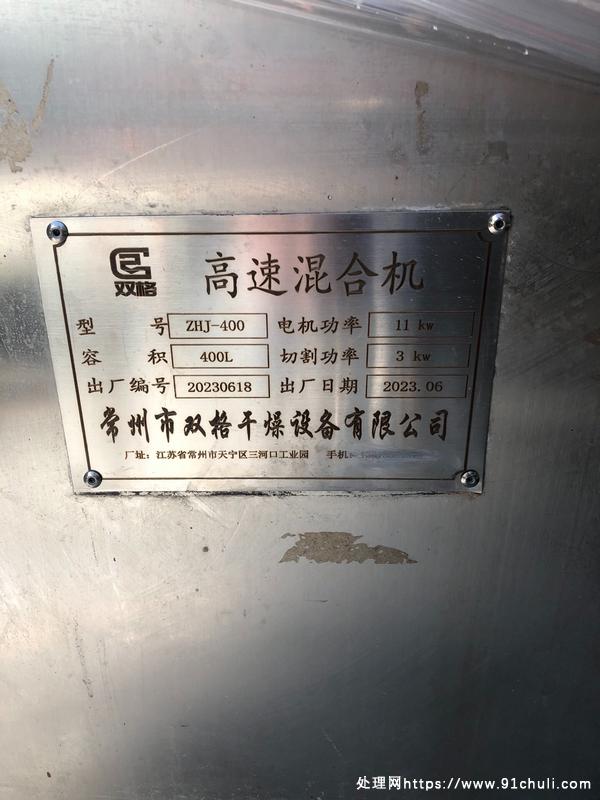 双格
高速混合机
型号 ZHJ-400 电机功率 11 kw
容积 400L 切割功率 3 kw
出厂编号 20230618 出厂日期 2023.06
常州市双格干燥设备有限公司
厂址:江苏省常州市天宁区三河口工业园 手机:
处理网https://www.91chuli.com